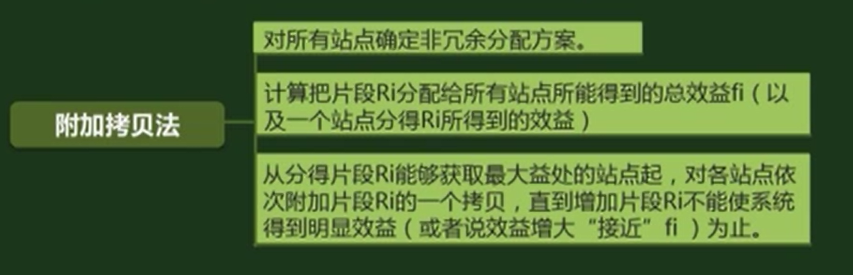 附加拷贝法
对所有站点确定非冗余分配方案。
计算把片段Ri分配给所有站点所能得到的总效益fi（以
及一个站点分得Ri所得到的效益）
从分得片段Ri能够获取最大益处的站点起，对各站点依
次附加片段Ri的一个拷贝，直到增加片段Ri不能使系统
得到明显效益（或者说效益增大“接近”fi ）为止。